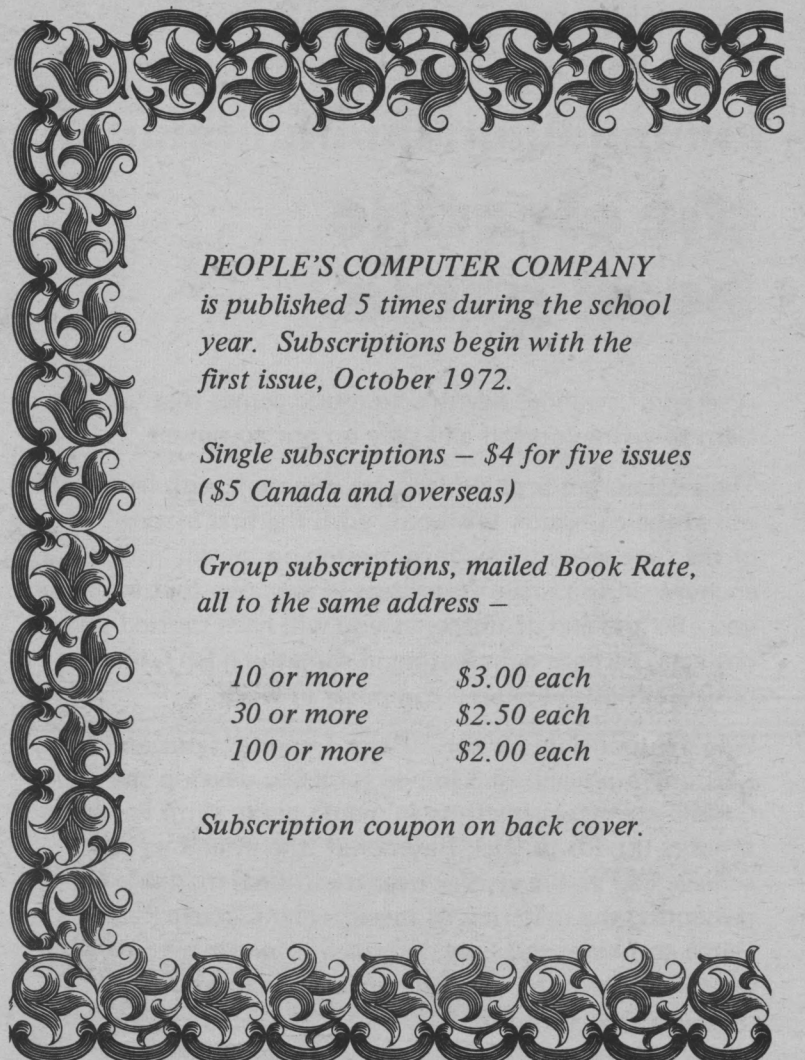 PEOPLE'S COMPUTER COMPANY
is published 5 times during the school
year. Subscriptions begin with the
first issue, October 1972.
Single subscriptions — $4 for five issues
($5 Canada and overseas)
Group subscriptions, mailed Book Rate,
all to the same address —
10 or more $3.00 each
30 or more $2.50 each
100 or more $2.00 each
Subscription coupon on back cover.